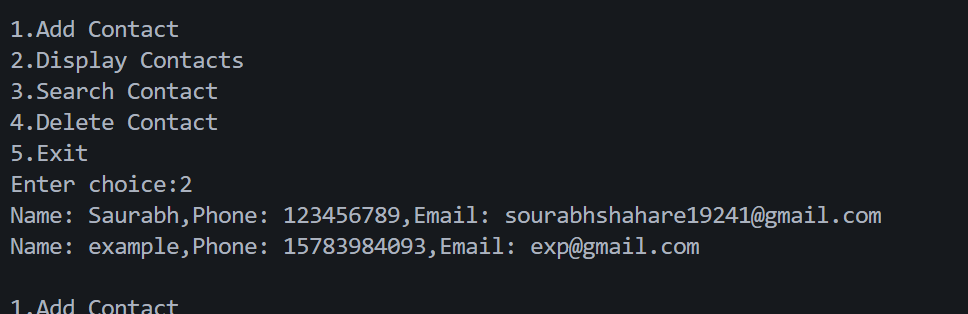 1.Add Contact
2.Display Contacts
3.Search Contact
4.Delete Contact
5.Exit
Enter choice:2
Name: Saurabh,Phone: 123456789,Email: sourabhshahare19241@gmail.com
Name: example,Phone: 15783984093,Email: exp@gmail.com
1.Add Contact